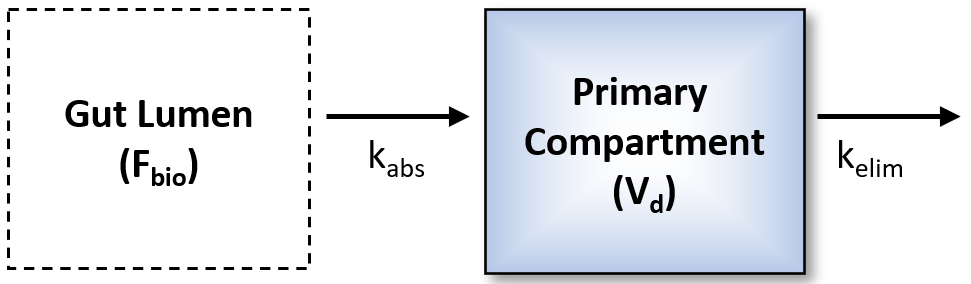 Gut Lumen
(Fbio)
kabs
Primary
Compartment
(Vd)
kelim